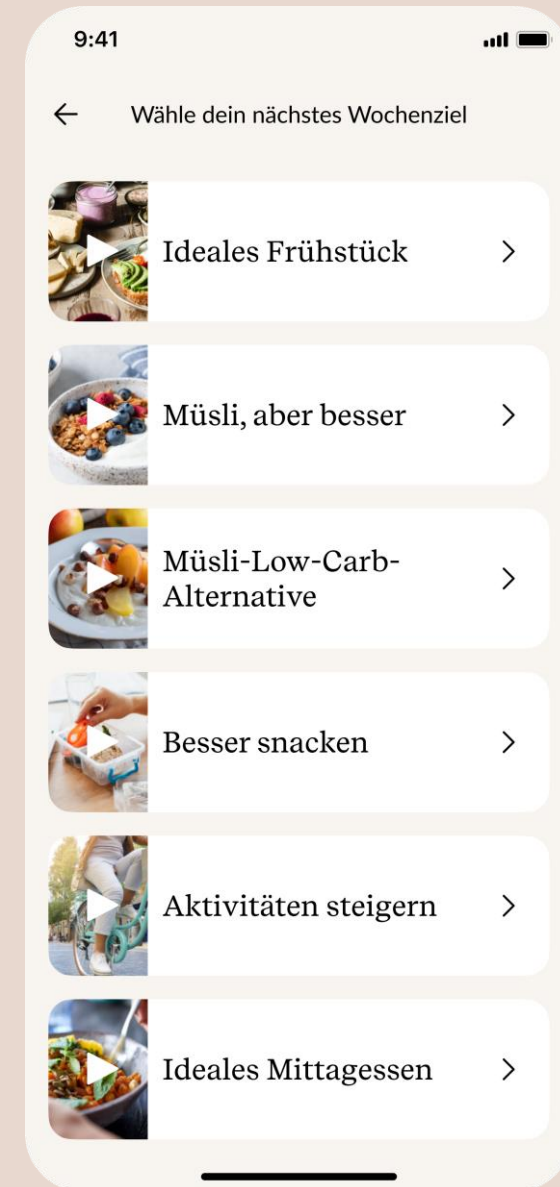 9:41
Wähle dein nächstes Wochenziel
Ideales Frühstück
Müsli, aber besser
Müsli-Low-Carb-
Alternative
Besser snacken
Aktivitäten steigern
Ideales Mittagessen